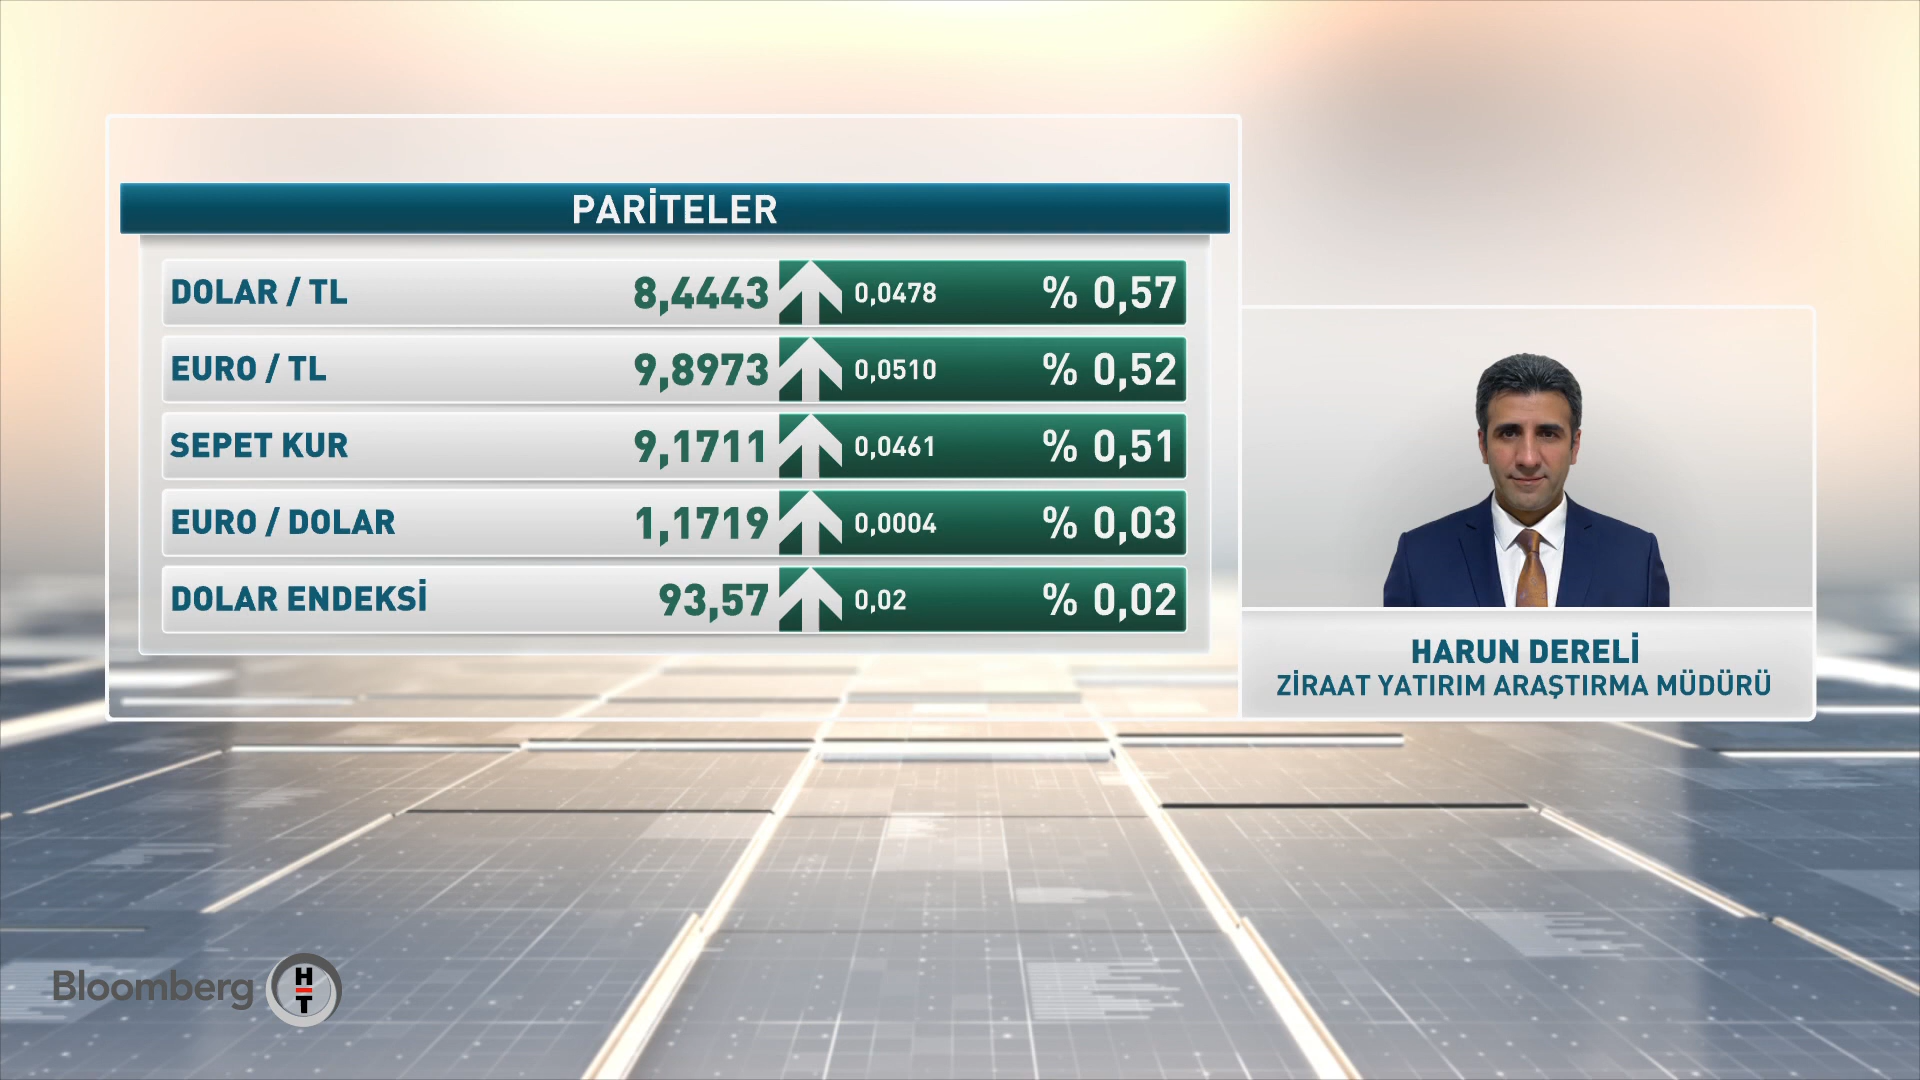 PARİTELER
DOLAR / TL 8,4443 0,0478 % 0,57
EURO / TL 9,8973 0,0510 % 0,52
SEPET KUR 9,1711 0,0461 % 0,51
EURO / DOLAR 1,1719 0,0004 % 0,03
DOLAR ENDEKSİ 93,57 0,02 % 0,02
HARUN DERELİ
ZİRAAT YATIRIM ARAŞTIRMA MÜDÜRÜ
Bloomberg HT